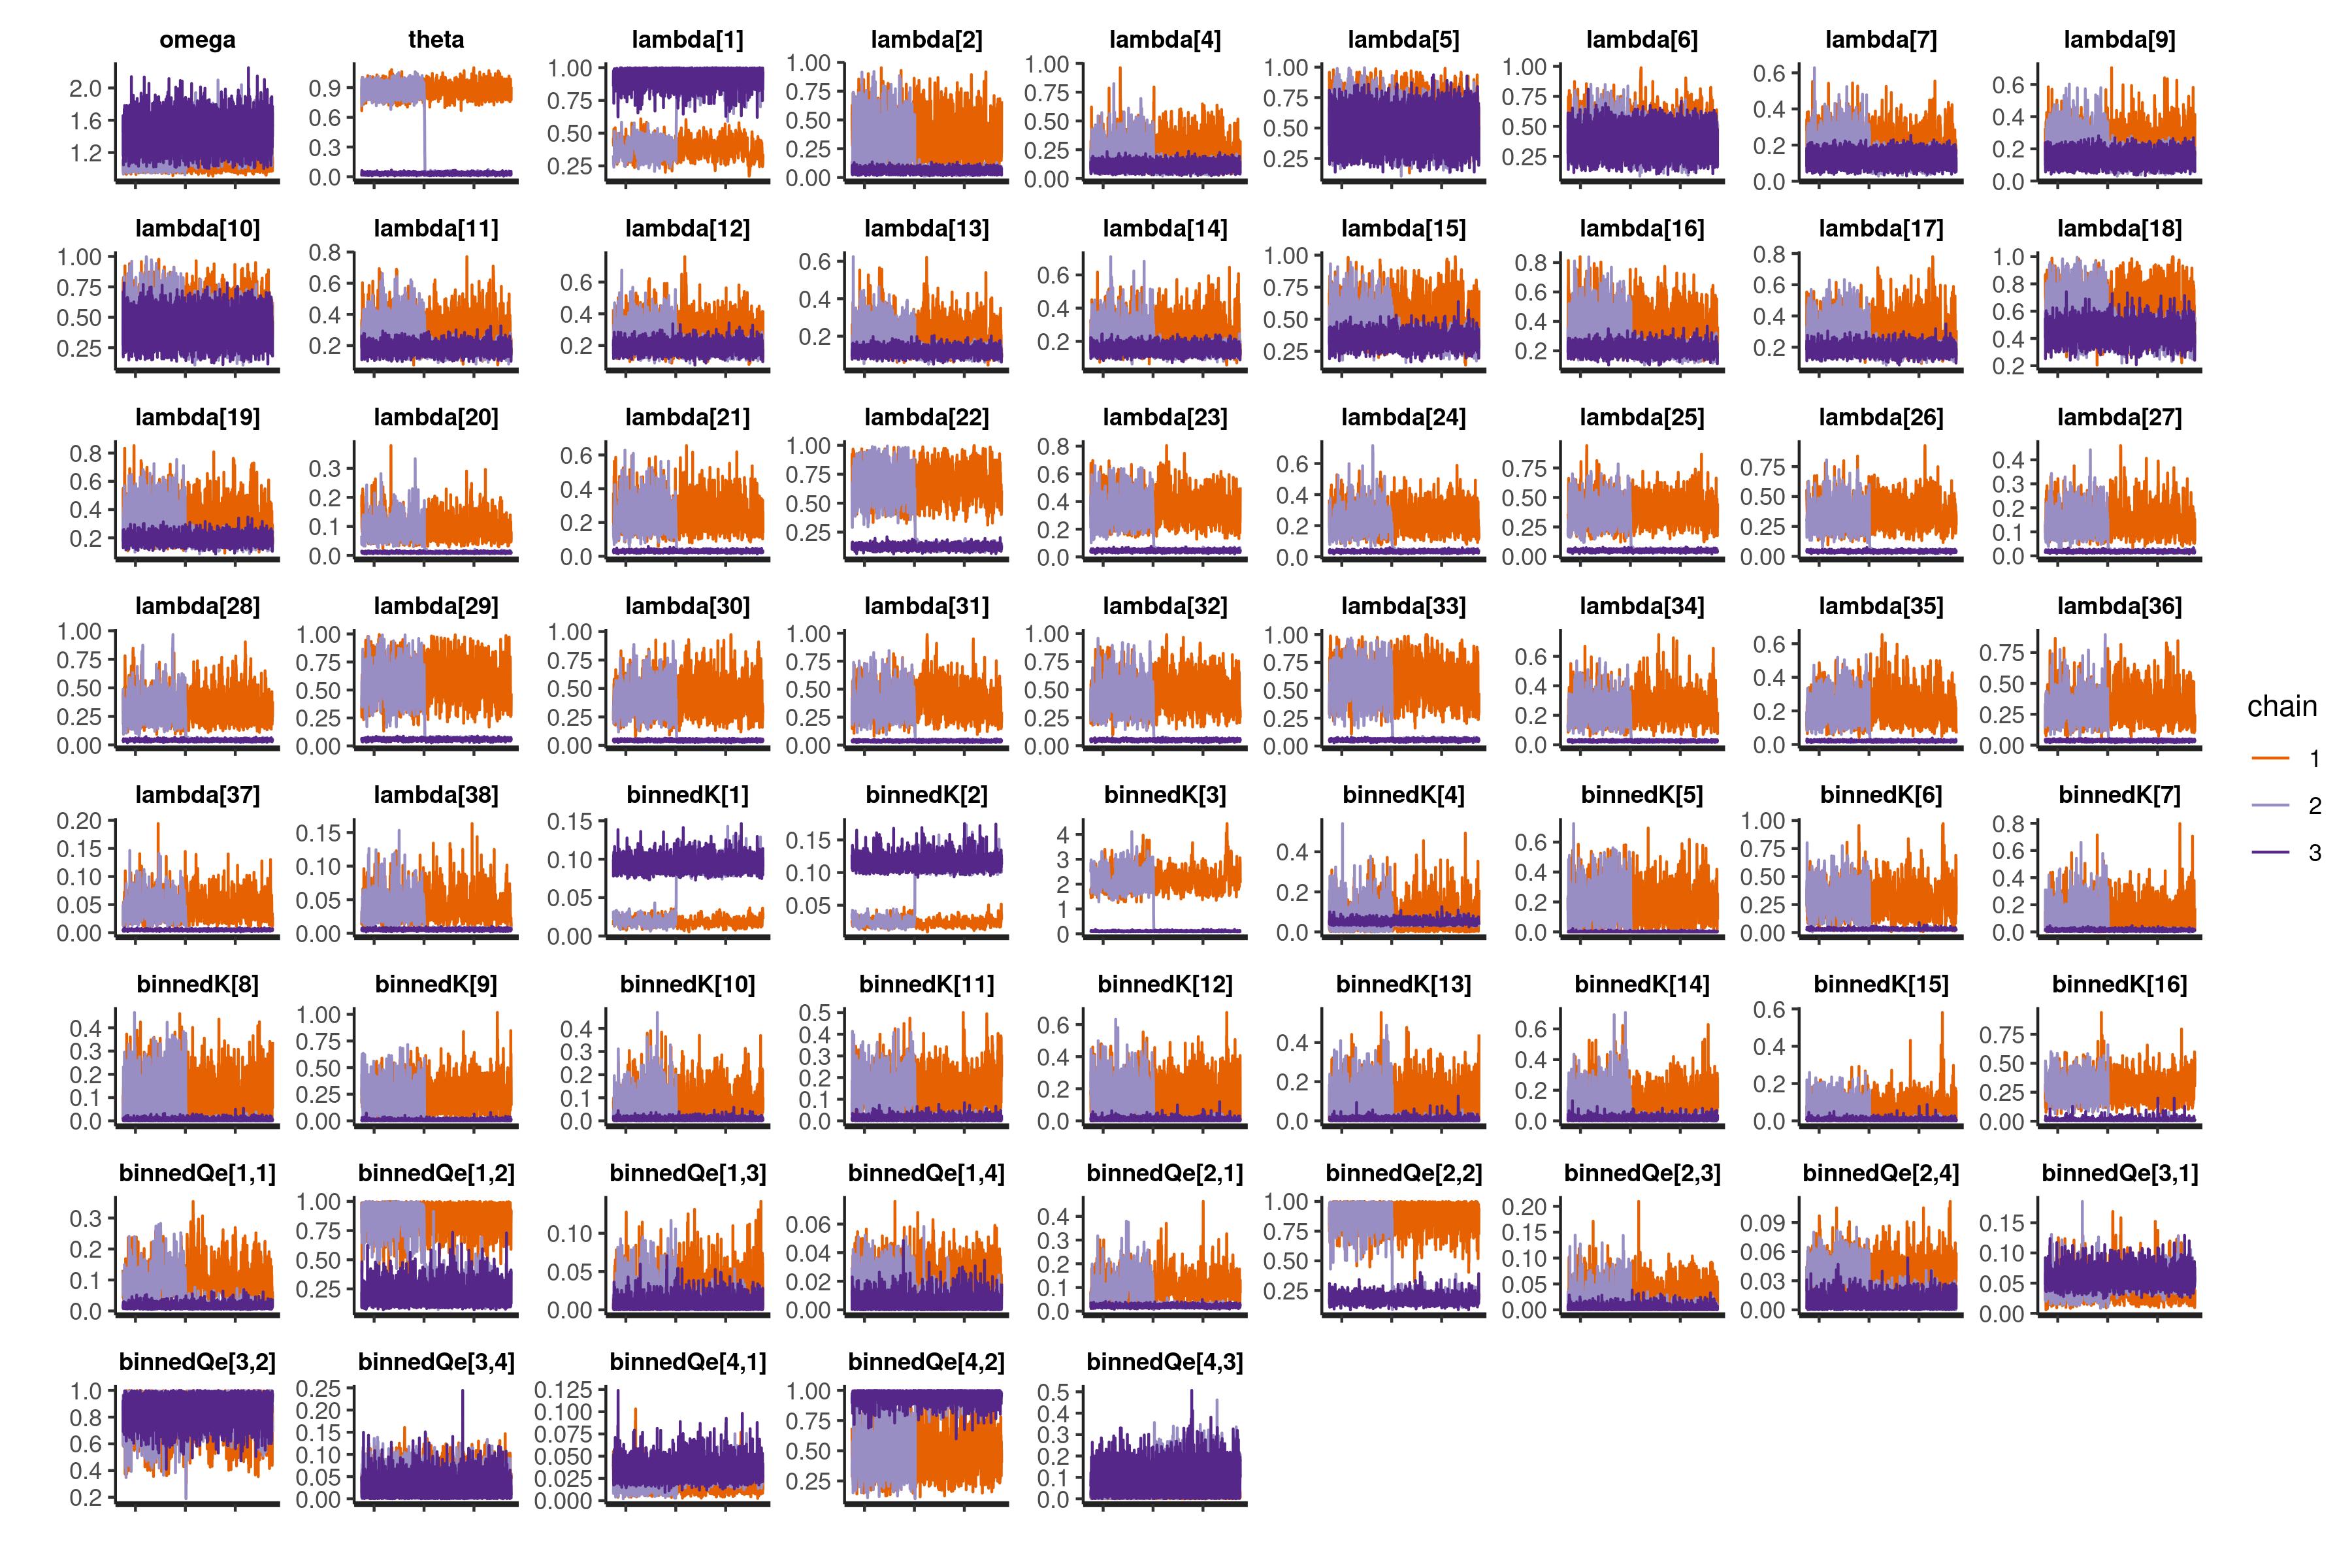 omega theta lambda[1] lambda[2] lambda[4] lambda[5] lambda[6] lambda[7] lambda[9]
2.0 1.6 1.2
0.9 0.6 0.3 0.0
1.00 0.75 0.50 0.25
1.00 0.75 0.50 0.25 0.00
1.00 0.75 0.50 0.25 0.00
1.00 0.75 0.50 0.25
1.00 0.75 0.50 0.25
0.6 0.4 0.2 0.0
0.6 0.4 0.2 0.0
lambda[10] lambda[11] lambda[12] lambda[13] lambda[14] lambda[15] lambda[16] lambda[17] lambda[18]
1.00 0.75 0.50 0.25
0.8 0.6 0.4 0.2
0.6 0.4 0.2
0.6 0.4 0.2
0.6 0.4 0.2
1.00 0.75 0.50 0.25
0.8 0.6 0.4 0.2
0.8 0.6 0.4 0.2
1.0 0.8 0.6 0.4 0.2
lambda[19] lambda[20] lambda[21] lambda[22] lambda[23] lambda[24] lambda[25] lambda[26] lambda[27]
0.8 0.6 0.4 0.2
0.3 0.2 0.1 0.0
0.6 0.4 0.2 0.0
1.00 0.75 0.50 0.25
0.8 0.6 0.4 0.2 0.0
0.6 0.4 0.2 0.0
0.75 0.50 0.25 0.00
0.75 0.50 0.25 0.00
0.4 0.3 0.2 0.1 0.0
lambda[28] lambda[29] lambda[30] lambda[31] lambda[32] lambda[33] lambda[34] lambda[35] lambda[36]
1.00 0.75 0.50 0.25 0.00
1.00 0.75 0.50 0.25 0.00
1.00 0.75 0.50 0.25 0.00
1.00 0.75 0.50 0.25 0.00
1.00 0.75 0.50 0.25 0.00
1.00 0.75 0.50 0.25 0.00
0.6 0.4 0.2 0.0
0.6 0.4 0.2 0.0
0.75 0.50 0.25 0.00
chain
1
2
3
lambda[37] lambda[38] binnedK[1] binnedK[2] binnedK[3] binnedK[4] binnedK[5] binnedK[6] binnedK[7]
0.20 0.15 0.10 0.05 0.00
0.15 0.10 0.05 0.00
0.15 0.10 0.05 0.00
0.15 0.10 0.05
4 3 2 1 0
0.4 0.2 0.0
0.6 0.4 0.2 0.0
1.00 0.75 0.50 0.25 0.00
0.8 0.6 0.4 0.2 0.0
binnedK[8] binnedK[9] binnedK[10] binnedK[11] binnedK[12] binnedK[13] binnedK[14] binnedK[15] binnedK[16]
0.4 0.3 0.2 0.1 0.0
1.00 0.75 0.50 0.25 0.00
0.4 0.3 0.2 0.1 0.0
0.5 0.4 0.3 0.2 0.1 0.0
0.6 0.4 0.2 0.0
0.4 0.2 0.0
0.6 0.4 0.2 0.0
0.6 0.4 0.2 0.0
0.75 0.50 0.25 0.00
binnedQe[1,1] binnedQe[1,2] binnedQe[1,3] binnedQe[1,4] binnedQe[2,1] binnedQe[2,2] binnedQe[2,3] binnedQe[2,4] binnedQe[3,1]
0.3 0.2 0.1 0.0
1.00 0.75 0.50 0.25
0.10 0.05 0.00
0.06 0.04 0.02 0.00
0.4 0.3 0.2 0.1 0.0
1.00 0.75 0.50 0.25
0.20 0.15 0.10 0.05 0.00
0.09 0.06 0.03 0.00
0.15 0.10 0.05 0.00
binnedQe[3,2] binnedQe[3,4] binnedQe[4,1] binnedQe[4,2] binnedQe[4,3]
1.0 0.8 0.6 0.4 0.2
0.25 0.20 0.15 0.10 0.05 0.00
0.125 0.100 0.075 0.050 0.025 0.000
1.00 0.75 0.50 0.25
0.5 0.4 0.3 0.2 0.1 0.0